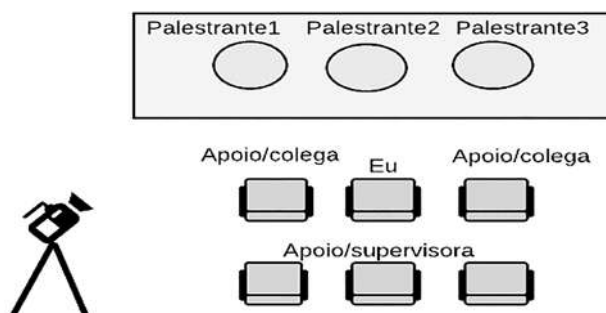 Palestrante1 Palestrante2 Palestrante3
Apoio/colega Eu Apoio/colega
Apoio/supervisora